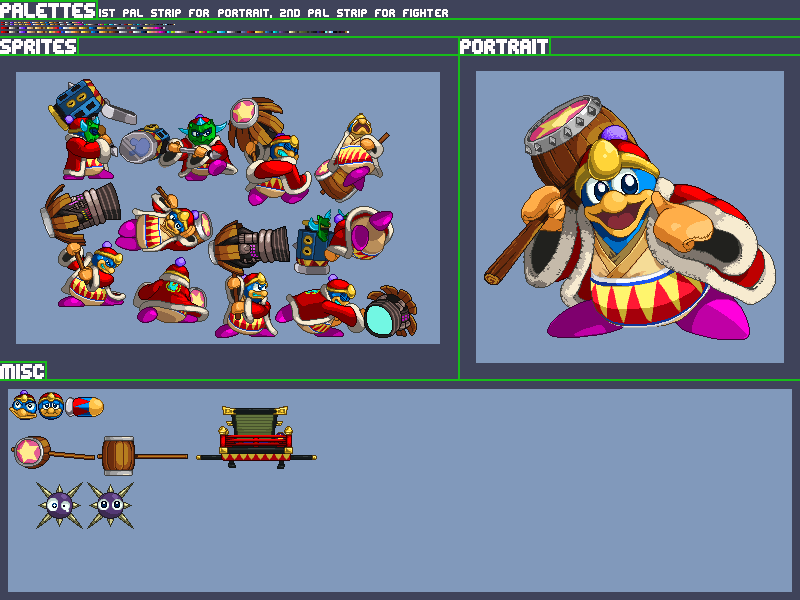 PALETTES 1ST PAL STRIP FOR PORTRAIT, 2ND PAL STRIP FOR FIGHTER
SPRITES
PORTRAIT
MISC